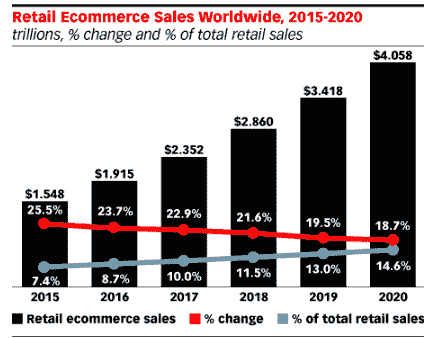 Retail Ecommerce Sales Worldwide, 2015-2020
trillions, % change and % of total retail sales
$4.058
$3.418
$2.860
$2.352
$1.915
$1.548
25.5% 23.7% 22.9% 21.6% 19.5% 18.7%
7.4% 8.7% 10.0% 11.5% 13.0% 14.6%
2015 2016 2017 2018 2019 2020
Retail ecommerce sales % change % of total retail sales